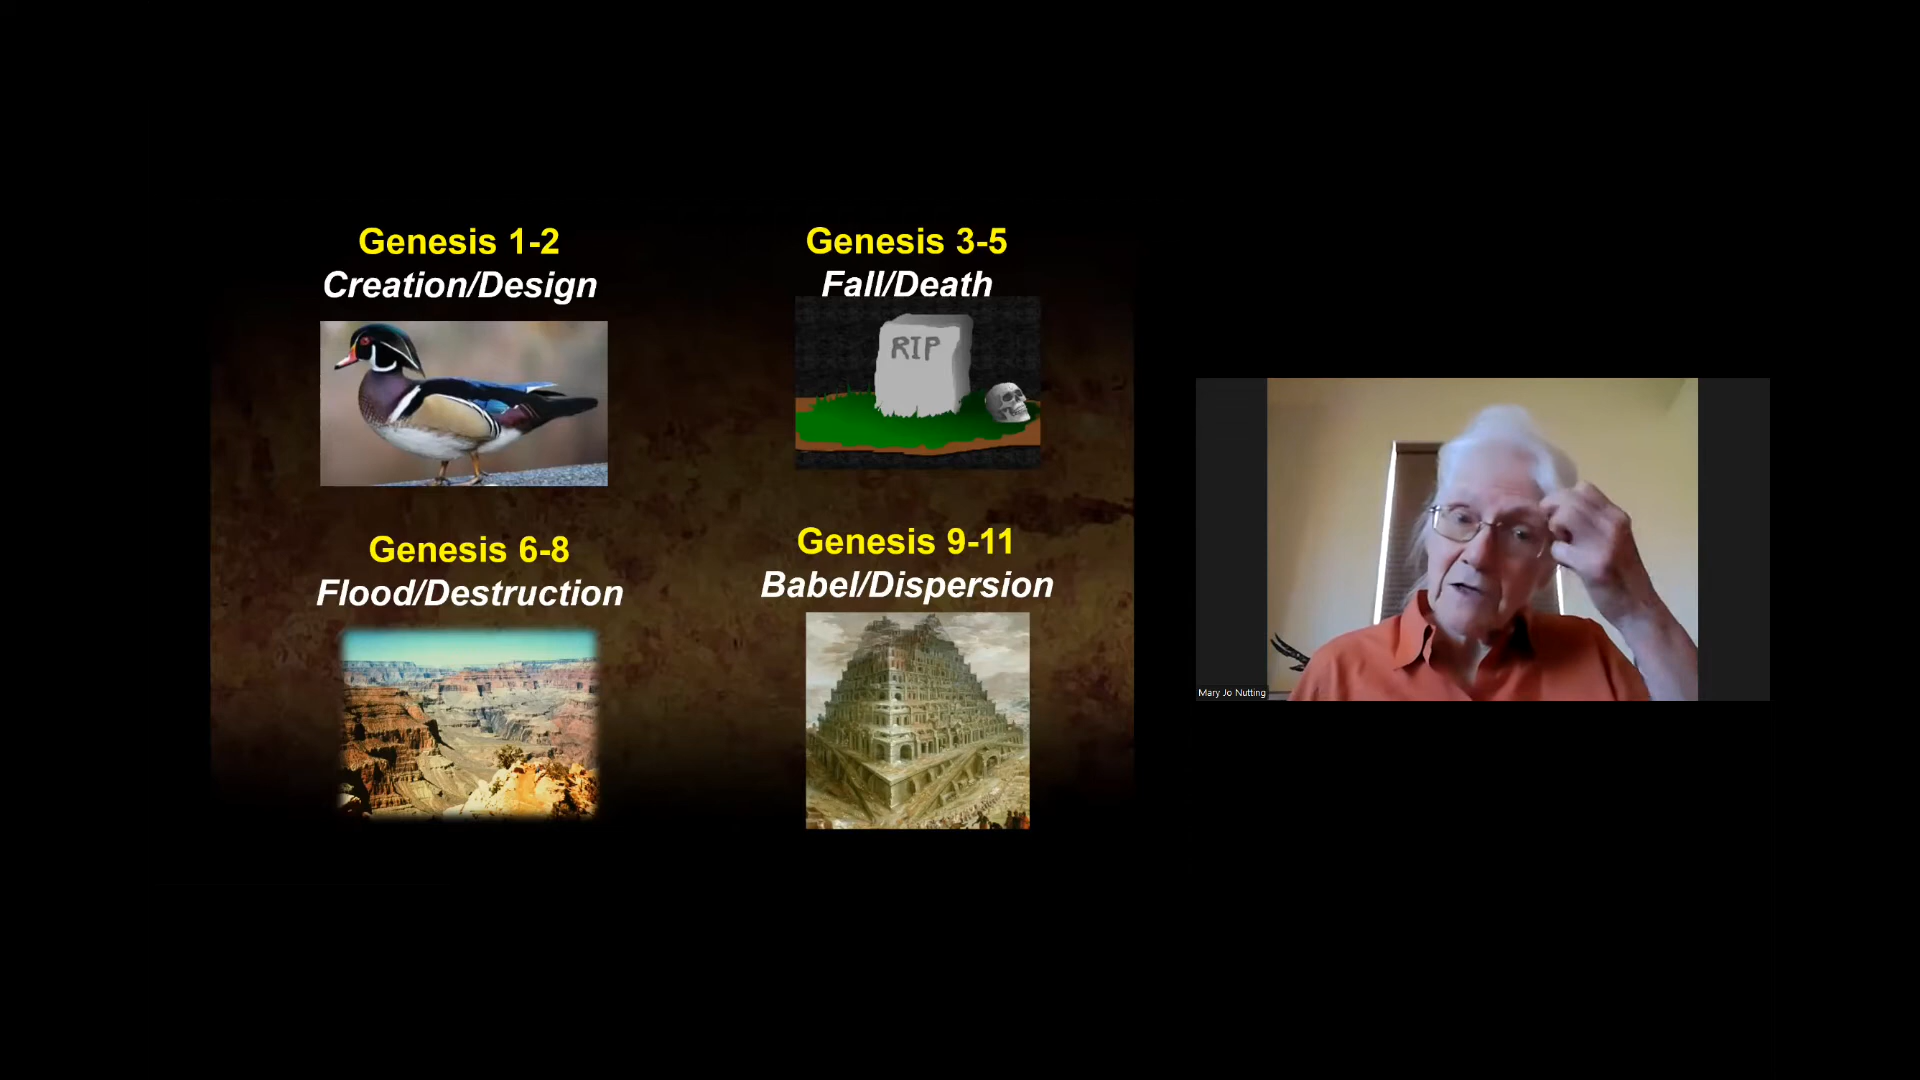 Genesis 1-2
Creation/Design
Genesis 3-5
Fall/Death
RIP
Genesis 6-8
Flood/Destruction
Genesis 9-11
Babel/Dispersion
Mary Jo Nutting